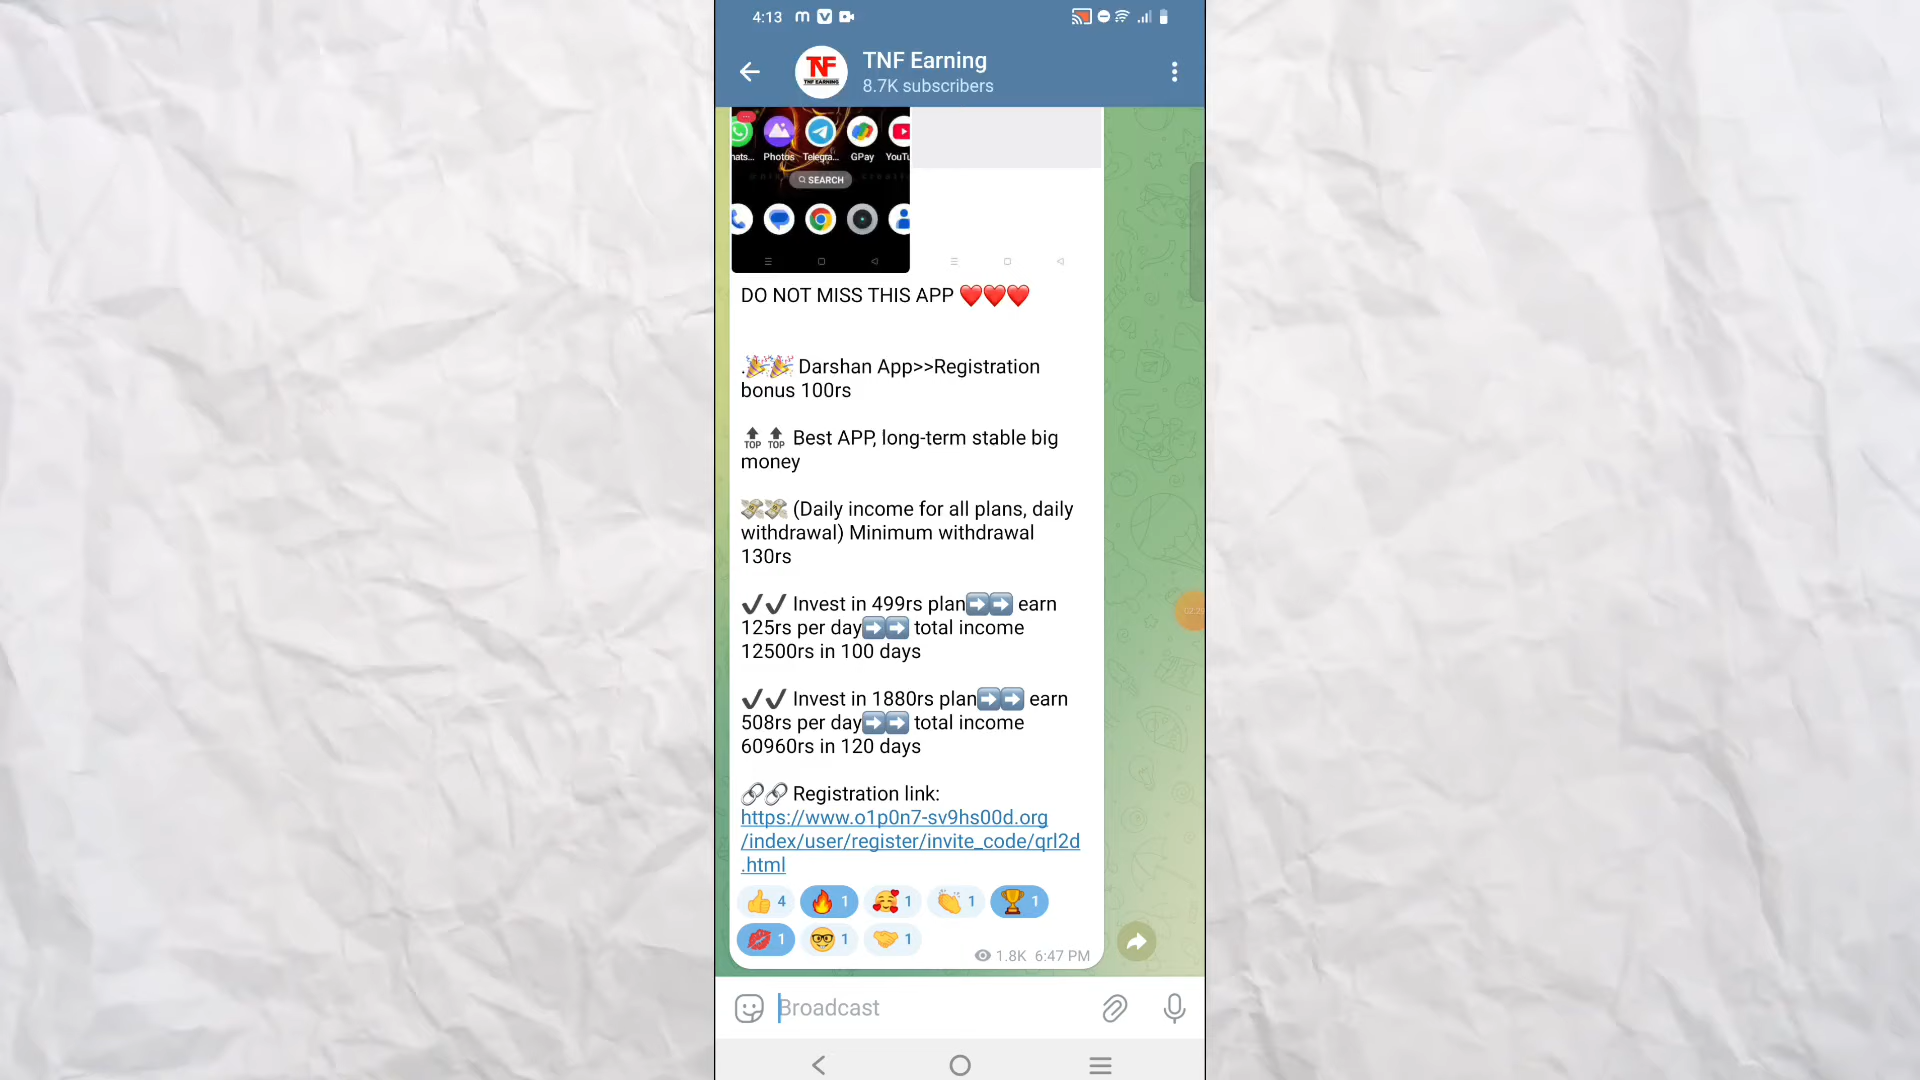 4:13
TNF Earning
8.7K subscribers
TNF
TNF EARNING
hats... Photos Telegra... GPay YouTu
SEARCH
DO NOT MISS THIS APP ❤️❤️❤️
.🎉🎉 Darshan App>>Registration
bonus 100rs
🔝🔝 Best APP, long-term stable big
money
💸💸 (Daily income for all plans, daily
withdrawal) Minimum withdrawal
130rs
✔️✔️ Invest in 499rs plan➡️➡️ earn
125rs per day➡️➡️ total income
12500rs in 100 days
✔️✔️ Invest in 1880rs plan➡️➡️ earn
508rs per day➡️➡️ total income
60960rs in 120 days
🔗🔗 Registration link:
https://www.o1p0n7-sv9hs00d.org
/index/user/register/invite_code/qrl2d
.html
👍 4 🔥 1 🥰 1 👏 1 🏆 1
💋 1 🤓 1 🤝 1
1.8K 6:47 PM
Broadcast